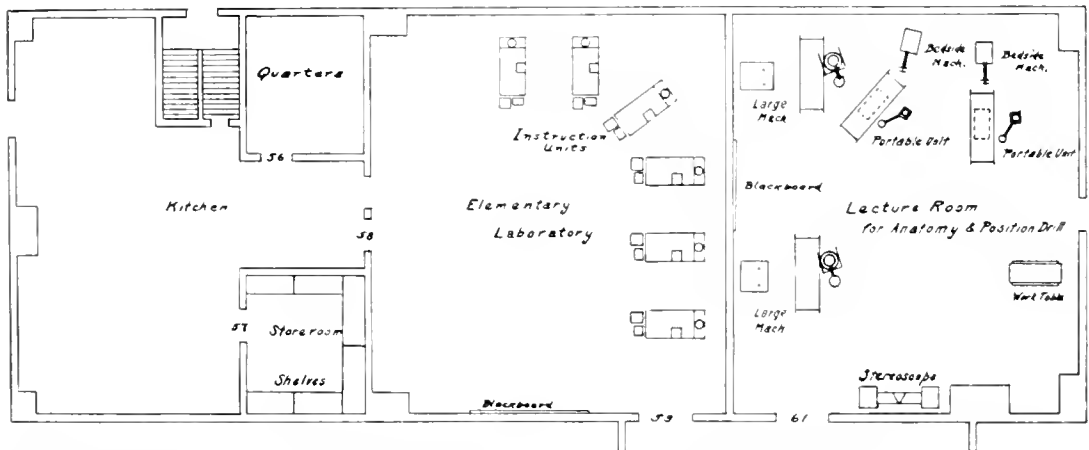 Quarters
56
Kitchen
58
57
Storeroom
Shelves
Instruction
Units
Elementary
Laboratory
Blackboard
59
Large
Mach
Bedside
Mach.
Bedside
Mach.
Portable Unit
Portable Unit
Blackboard
Lecture Room
for Anatomy & Position Drill
Large
Mach
Work Table
Stereoscope
61